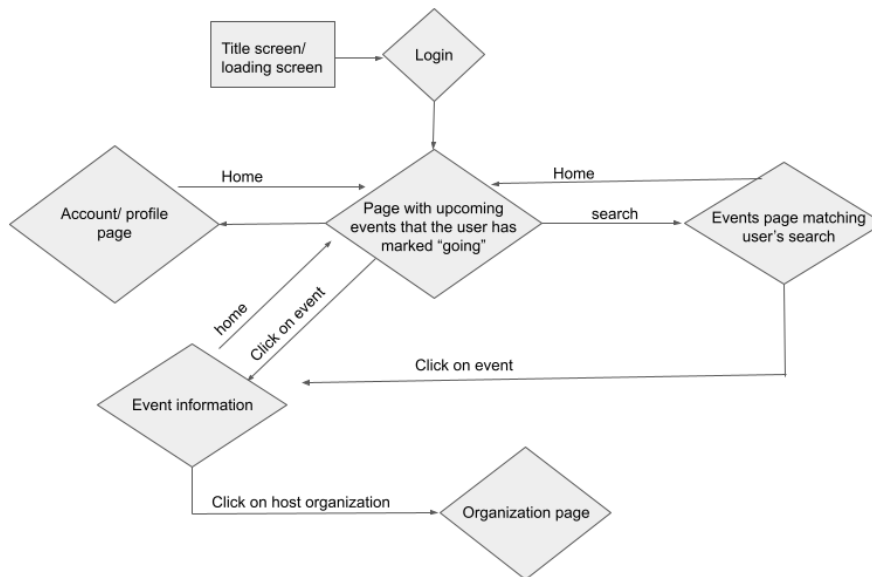 Title screen/
loading screen
Login
Home
Home
Account/ profile
page
Page with upcoming
events that the user has
marked “going”
search
Events page matching
user’s search
home
Click on event
Click on event
Event information
Click on host organization
Organization page